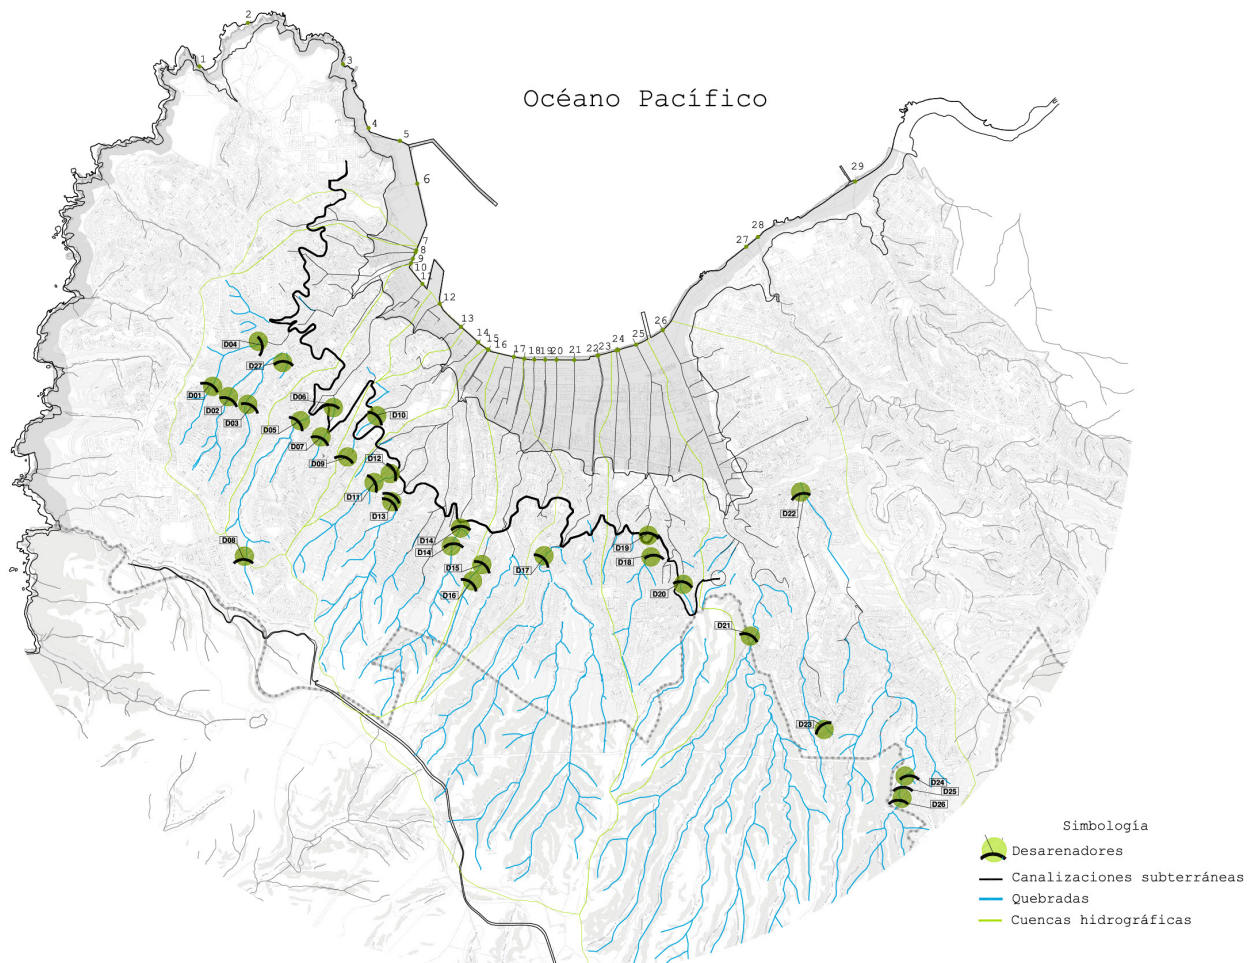 2
1
3
Océano Pacífico
4
5
6
29
28
27
7
8
9
10
11
12
13
14
15
16
17
18
19
20
21
22
23
24
25
26
D04
D27
D01
D02
D03
D06
D05
D07
D10
D09
D12
D11
D13
D08
D14
D14
D15
D16
D17
D19
D18
D20
D22
D21
D23
D24
D25
D26
Simbología
Desarenadores
Canalizaciones subterráneas
Quebradas
Cuencas hidrográficas